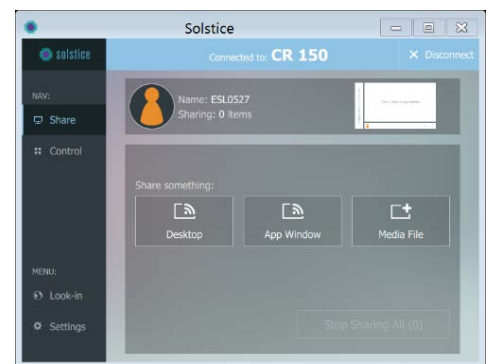 Solstice
solstice
Connected to: CR 150
Disconnect
NAV:
Share
Control
Name: ESL0527
Sharing: 0 items
Share something:
Desktop
App Window
Media File
MENU:
Look-in
Settings
Stop Sharing All (0)